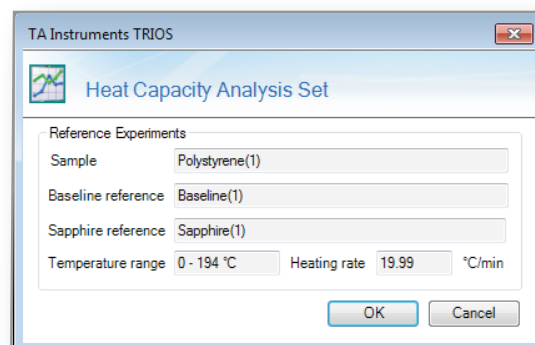 TA Instruments TRIOS
Heat Capacity Analysis Set
Reference Experiments
Sample Polystyrene(1)
Baseline reference Baseline(1)
Sapphire reference Sapphire(1)
Temperature range 0 - 194 °C Heating rate 19.99 °C/min
OK Cancel